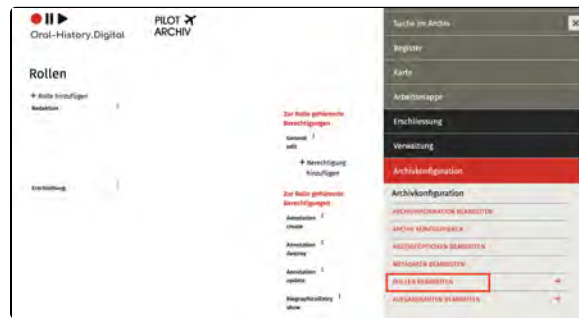 Oral-History.Digital
PILOT
ARCHIV
Rollen
+ Rolle hinzufügen
Redaktion
Zur Rolle gehörende
Berechtigungen
General
edit
+ Berechtigung
hinzufügen
Erschließung
Zur Rolle gehörende
Berechtigungen
Annotation
create
Annotation
destroy
Annotation
update
BiographicalEntry
show
Suche im Archiv
Register
Karte
Arbeitsmappe
Erschliessung
Verwaltung
Archivkonfiguration
Archivkonfiguration
ARCHIVINFORMATION BEARBEITEN
ARCHIV KONFIGURIEREN
ANZEIGEOPTIONEN BEARBEITEN
METADATEN BEARBEITEN
ROLLEN BEARBEITEN
AUFGABENARTEN BEARBEITEN